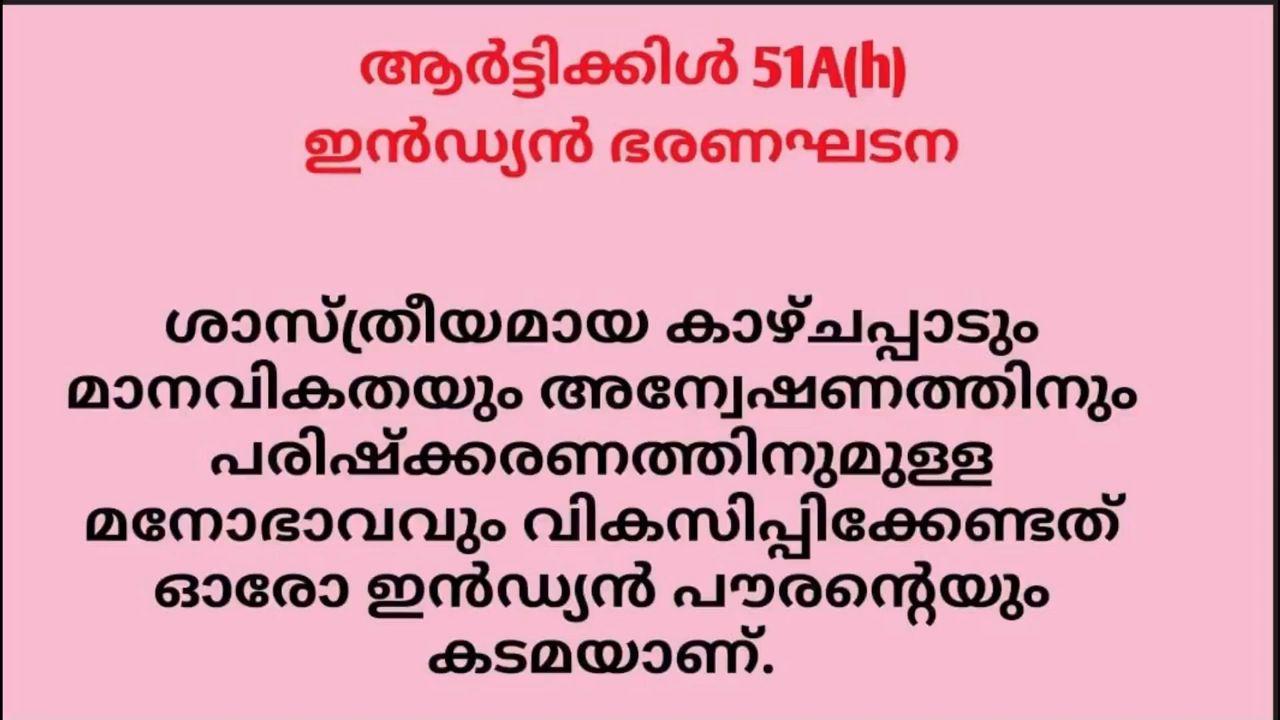 ആർട്ടിക്കിൾ 51A(h)
ഇൻഡ്യൻ ഭരണഘടന
ശാസ്ത്രീയമായ കാഴ്ചപ്പാടും
മാനവികതയും അന്വേഷണത്തിനും
പരിഷ്ക്കരണത്തിനുമുള്ള
മനോഭാവവും വികസിപ്പിക്കേണ്ടത്
ഓരോ ഇൻഡ്യൻ പൗരന്റെയും
കടമയാണ്.